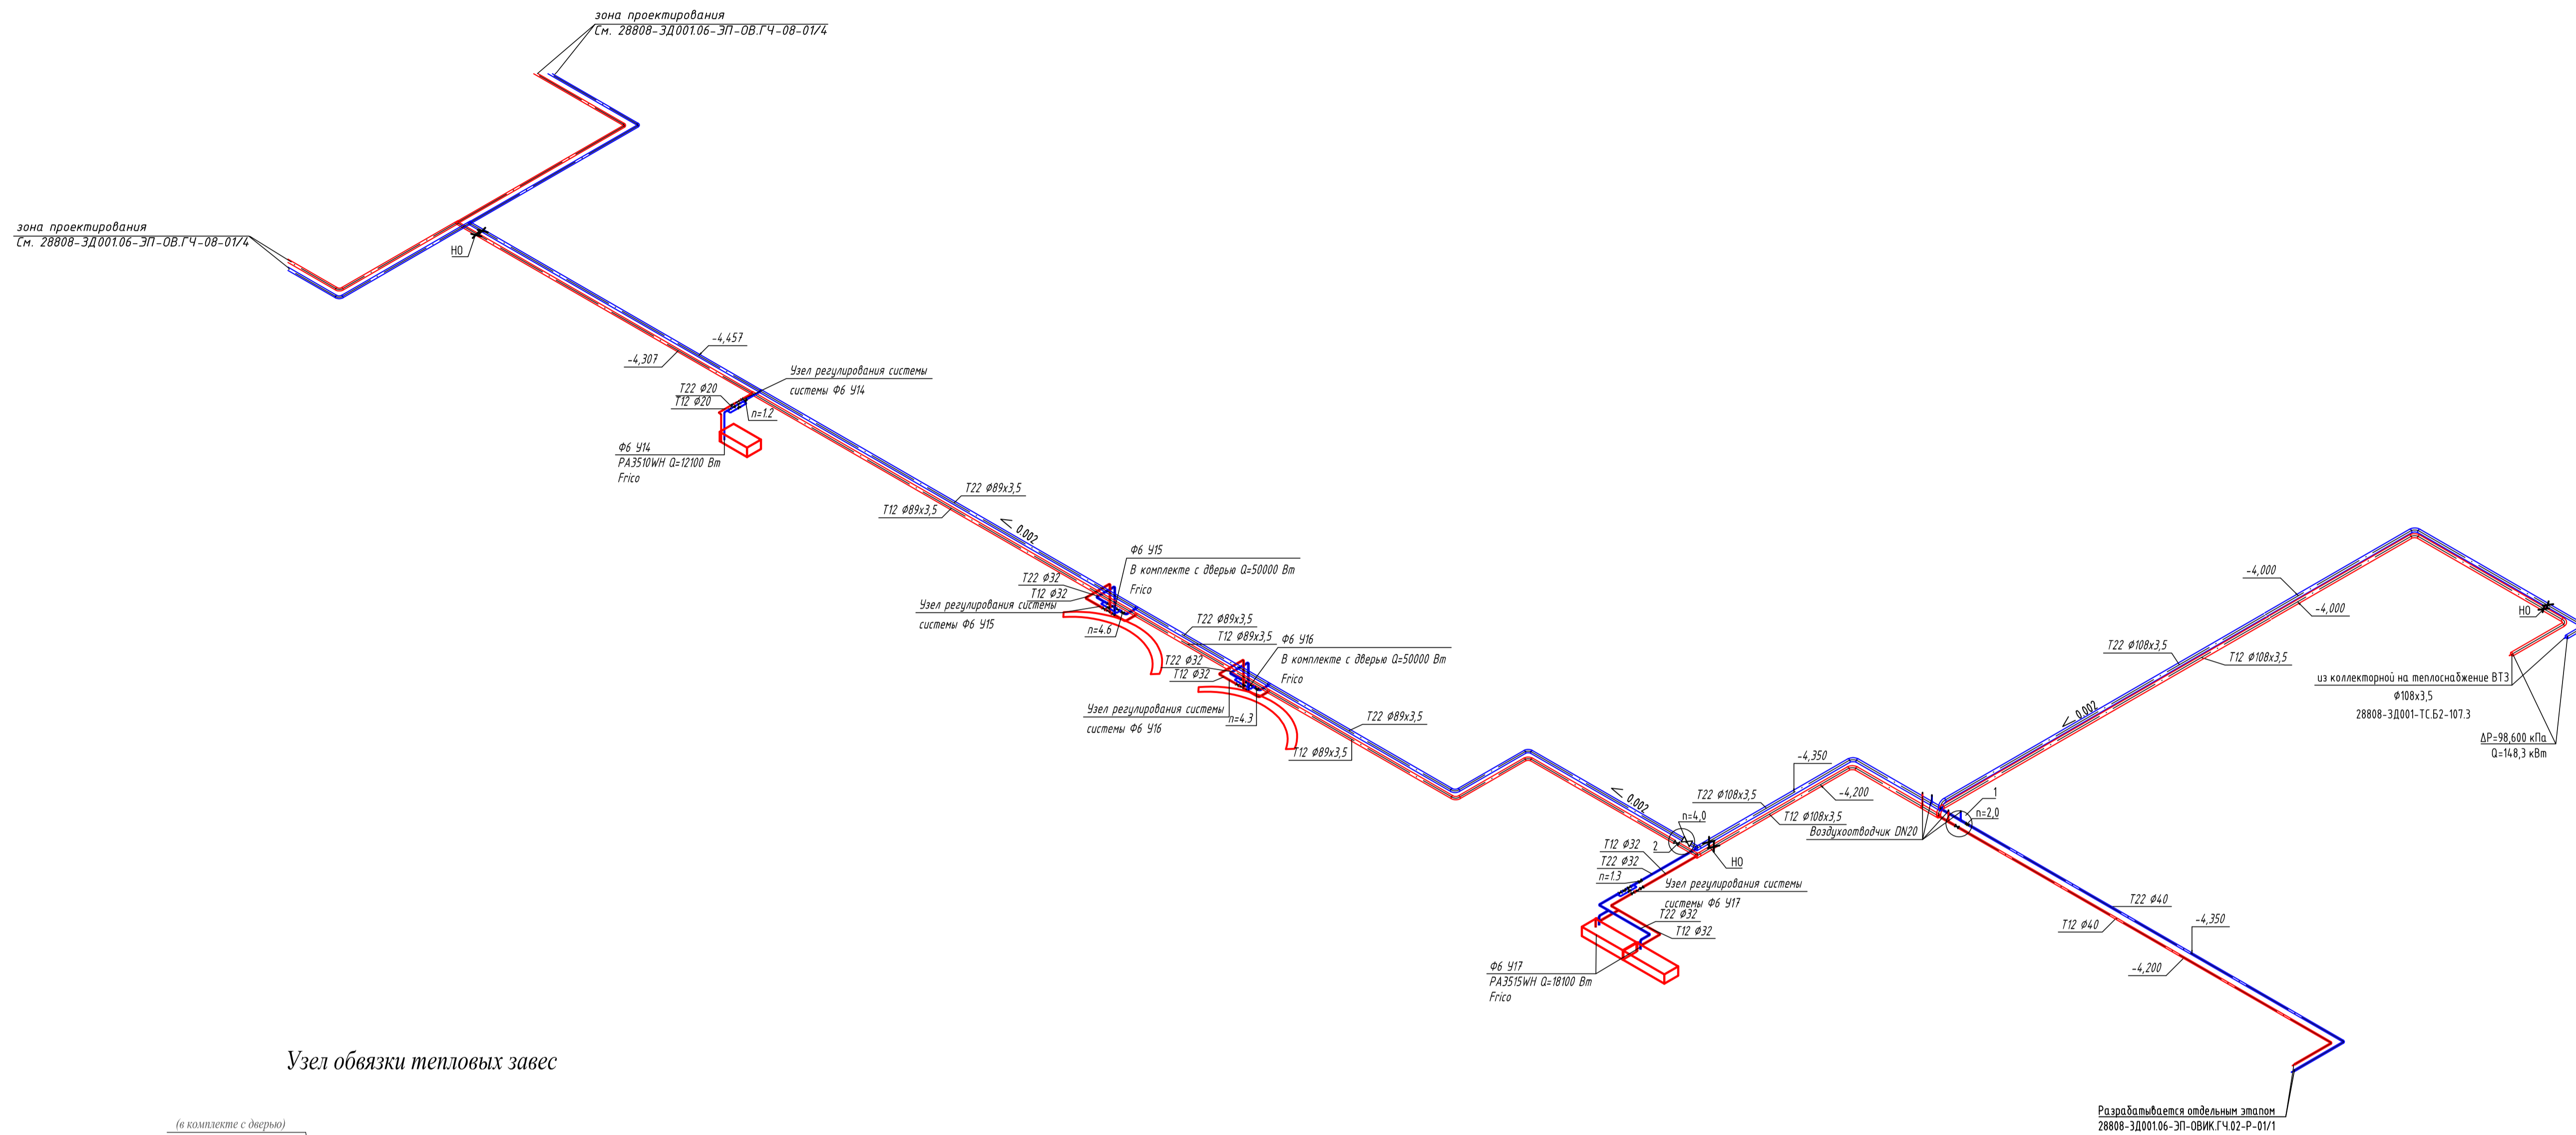 зона проектирования
См. 28808-ЗД001.06-ЭП-ОВ.ГЧ-08-01/4
зона проектирования
См. 28808-ЗД001.06-ЭП-ОВ.ГЧ-08-01/4
НО
-4,457
-4,307
Узел регулирования системы
системы Ф6 У14
Т22 Ф20
Т12 Ф20
n=1.2
Ф6 У14
PA3510WH Q=12100 Вт
Frico
Т22 Ф89х3,5
Т12 Ф89х3,5
0.002
Ф6 У15
В комплекте с дверью Q=50000 Вт
Frico
Т22 Ф32
Т12 Ф32
Узел регулирования системы
системы Ф6 У15
n=4.6
Т22 Ф89х3,5
Т12 Ф89х3,5
Ф6 У16
В комплекте с дверью Q=50000 Вт
Frico
Т22 Ф32
Т12 Ф32
Узел регулирования системы
системы Ф6 У16
n=4.3
Т22 Ф89х3,5
Т12 Ф89х3,5
-4,000
-4,000
НО
Т22 Ф108х3,5
Т12 Ф108х3,5
из коллекторной на теплоснабжение ВТЗ
Ф108х3,5
28808-ЗД001-ТС.Б2-107.3
ΔP=98,600 кПа
Q=148,3 кВт
0.002
-4,350
Т22 Ф108х3,5
-4,200
Т12 Ф108х3,5
Воздухоотводчик DN20
1
n=2,0
0.002
n=4,0
2
НО
Т12 Ф32
Т22 Ф32
n=1.3
Узел регулирования системы
системы Ф6 У17
Т22 Ф32
Т12 Ф32
Ф6 У17
PA3515WH Q=18100 Вт
Frico
Т22 Ф40
Т12 Ф40
-4,350
-4,200
Разрабатывается отдельным этапом
28808-ЗД001.06-ЭП-ОВИК.ГЧ.02-Р-01/1
Узел обвязки тепловых завес
(в комплекте с дверью)